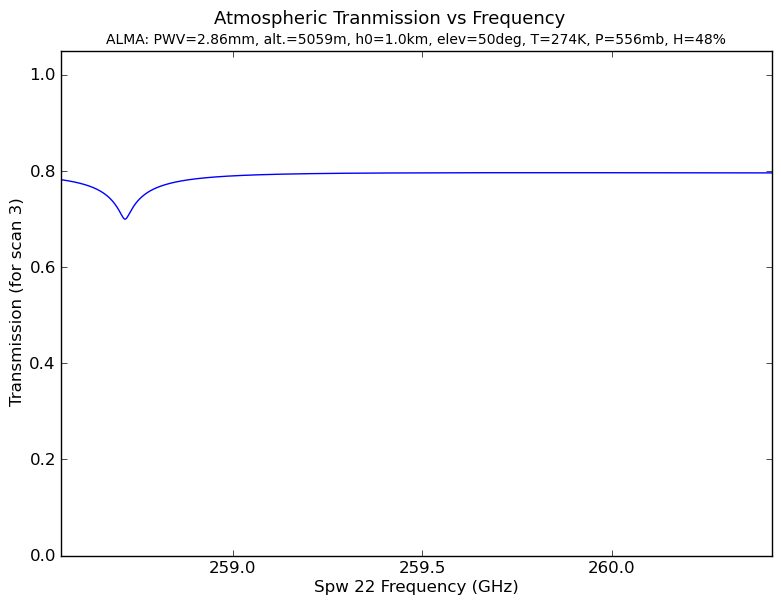 Atmospheric Tranmission vs Frequency
ALMA: PWV=2.86mm, alt.=5059m, h0=1.0km, elev=50deg, T=274K, P=556mb, H=48%
1.0
0.8
0.6
0.4
0.2
0.0
Transmission (for scan 3)
259.0 259.5 260.0
Spw 22 Frequency (GHz)